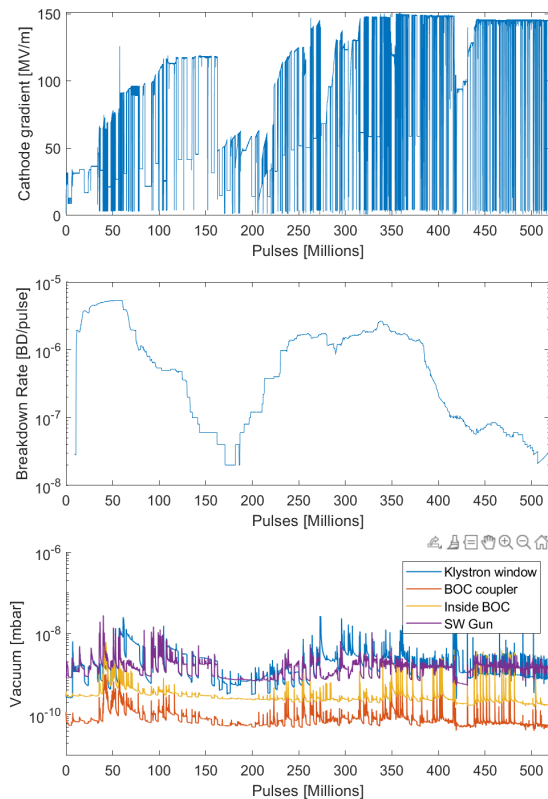 150
100
50
0
Cathode gradient [MV/m]
0 50 100 150 200 250 300 350 400 450 500
Pulses [Millions]
10-5
10-6
10-7
10-8
Breakdown Rate [BD/pulse]
0 50 100 150 200 250 300 350 400 450 500
Pulses [Millions]
10-6
10-8
10-10
Vacuum [mbar]
Klystron window
BOC coupler
Inside BOC
SW Gun
0 50 100 150 200 250 300 350 400 450 500
Pulses [Millions]